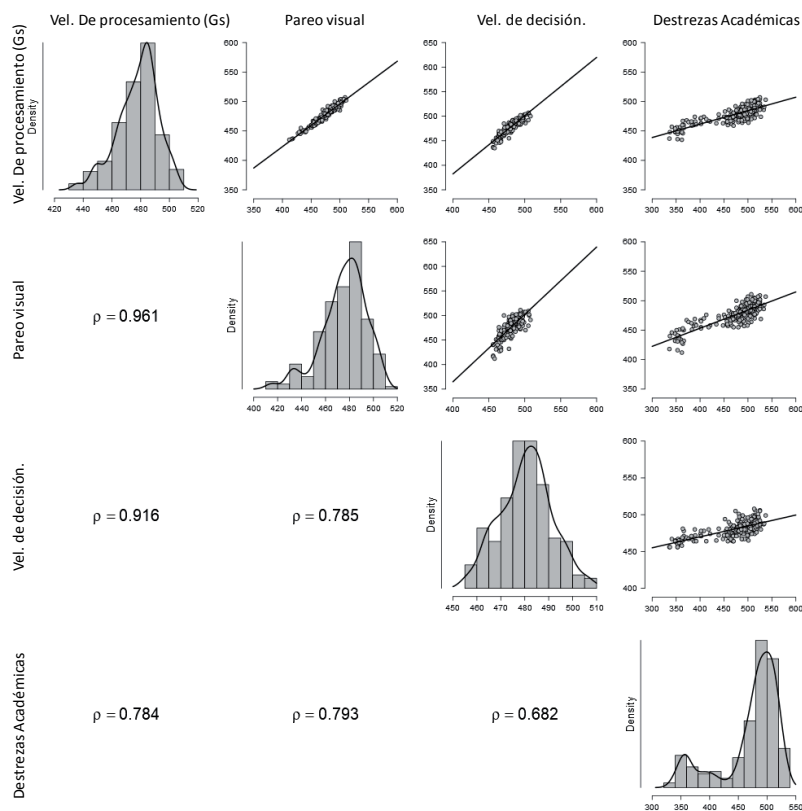 Vel. De procesamiento (Gs) Pareo visual Vel. de decisión. Destrezas Académicas
Vel. De procesamiento (Gs)
Density
420 440 460 480 500 520
600
550
500
450
400
350
350 400 450 500 550 600
650
600
550
500
450
400
350
400 450 500 550 600
600
550
500
450
400
350
300 350 400 450 500 550 600
Pareo visual
ρ = 0.961
Density
400 420 440 460 480 500 520
650
600
550
500
450
400
350
400 450 500 550 600
600
550
500
450
400
350
300 350 400 450 500 550 600
Vel. de decisión.
ρ = 0.916
ρ = 0.785
Density
450 460 470 480 490 500 510
600
550
500
450
400
300 350 400 450 500 550 600
Destrezas Académicas
ρ = 0.784
ρ = 0.793
ρ = 0.682
Density
300 350 400 450 500 550